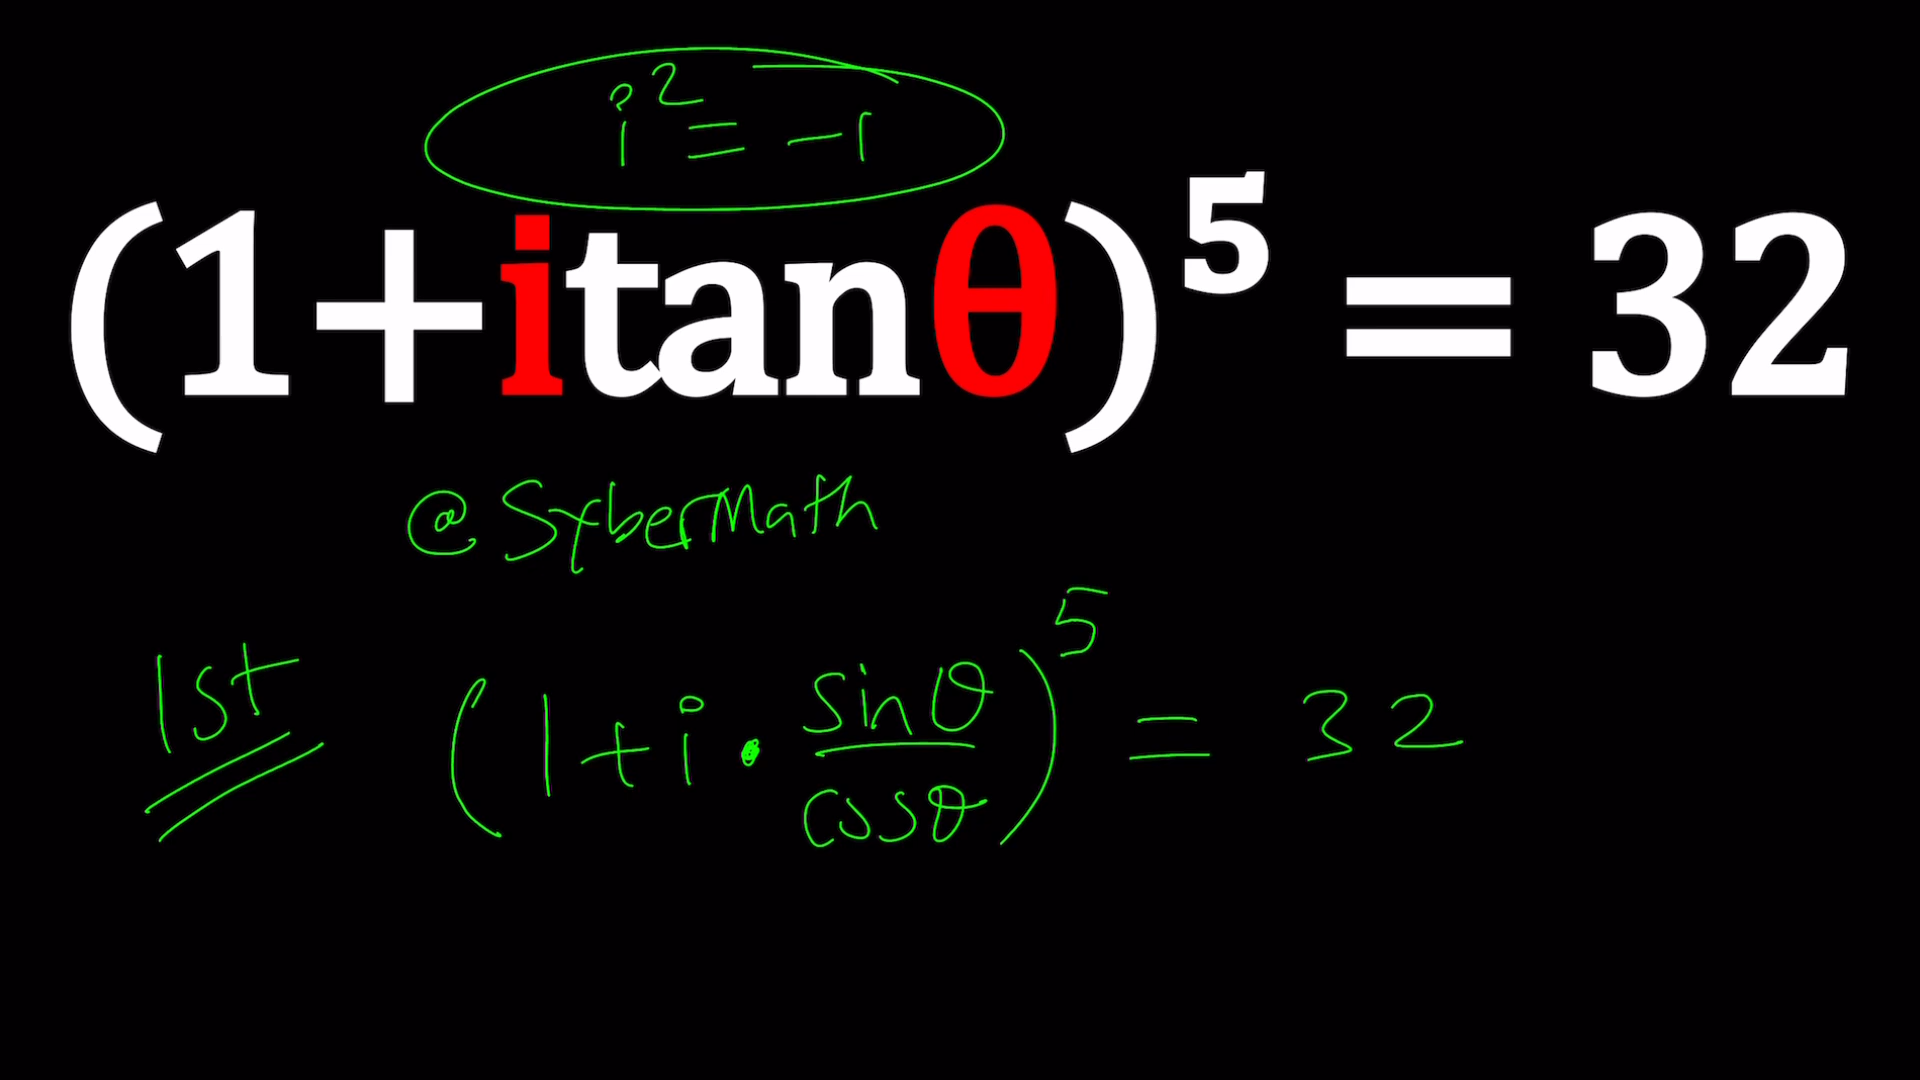 i² = -1
(1+itanθ)⁵ = 32
@SyberMath
1st (1+i・sinθ/cosθ)⁵ = 32